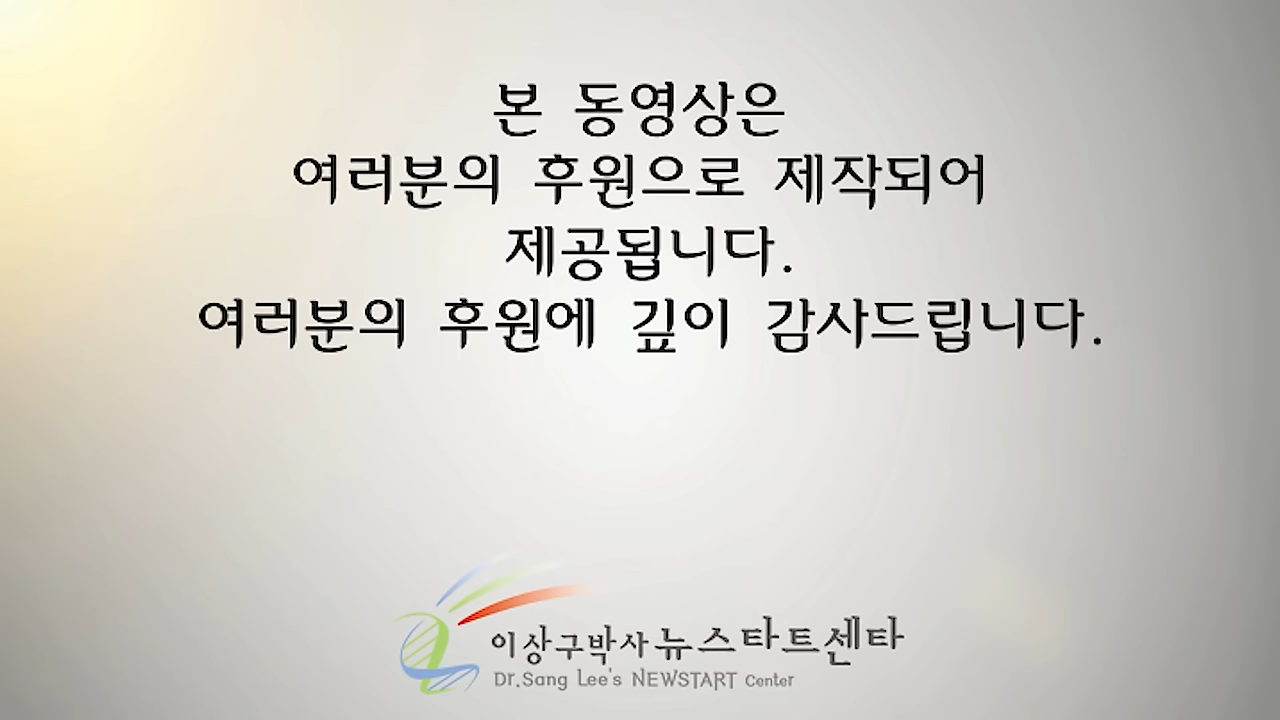 본 동영상은
여러분의 후원으로 제작되어
제공됩니다.
여러분의 후원에 깊이 감사드립니다.
이상구박사 뉴스타트센타
Dr.Sang Lee's NEWSTART Center